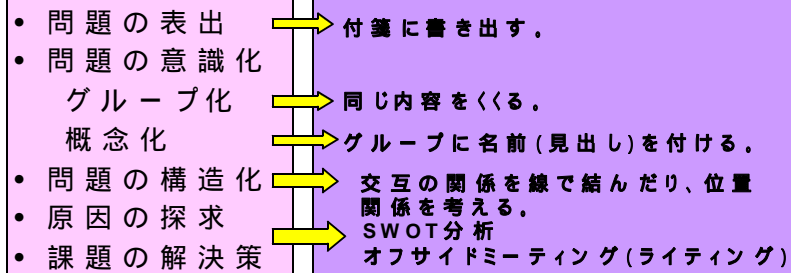 • 問題の表出
• 問題の意識化
グループ化
概念化
• 問題の構造化
• 原因の探求
• 課題の解決策
付箋に書き出す.
同じ内容をくくる.
グループに名前(見出し)を付ける.
交互の関係を線で結んだり、位置
関係を考える.
SWOT分析
オフサイドミーティング(ライティング)